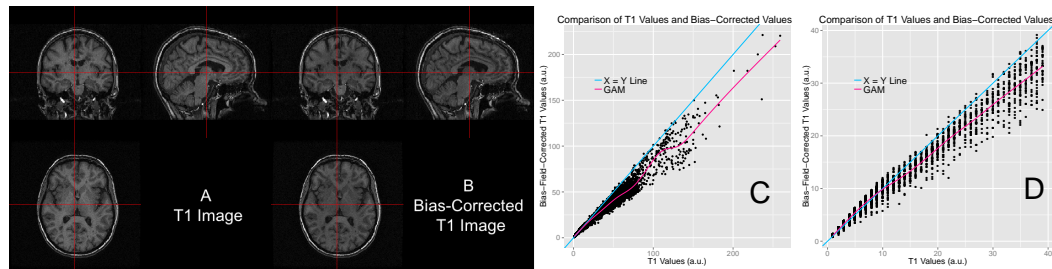 A
T1 Image
B
Bias-Corrected
T1 Image
Comparison of T1 Values and Bias−Corrected Values
Bias−Field−Corrected T1 Values (a.u.)
200
150
100
50
0
X = Y Line
GAM
C
0 100 200
T1 Values (a.u.)
Comparison of T1 Values and Bias−Corrected Values
Bias−Field−Corrected T1 Values (a.u.)
40
30
20
10
0
X = Y Line
GAM
D
0 10 20 30 40
T1 Values (a.u.)